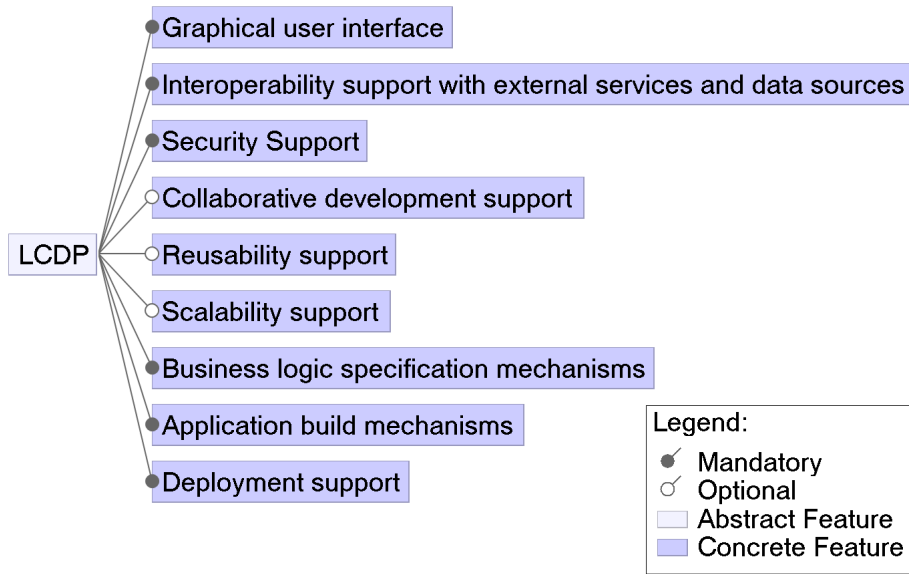 Graphical user interface
Interoperability support with external services and data sources
Security Support
Collaborative development support
LCDP
Reusability support
Scalability support
Business logic specification mechanisms
Application build mechanisms
Deployment support
Legend:
Mandatory
Optional
Abstract Feature
Concrete Feature